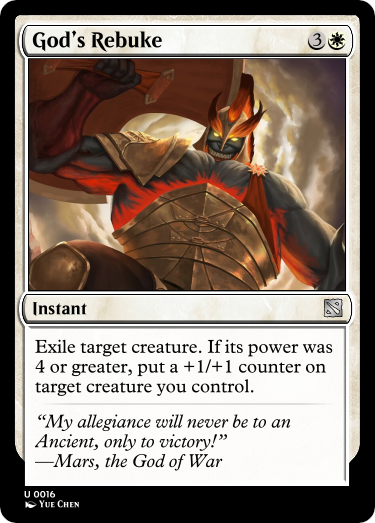 God's Rebuke 3
Instant
Exile target creature. If its power was
4 or greater, put a +1/+1 counter on
target creature you control.
“My allegiance will never be to an
Ancient, only to victory!”
—Mars, the God of War
U 0016
Yue Chen